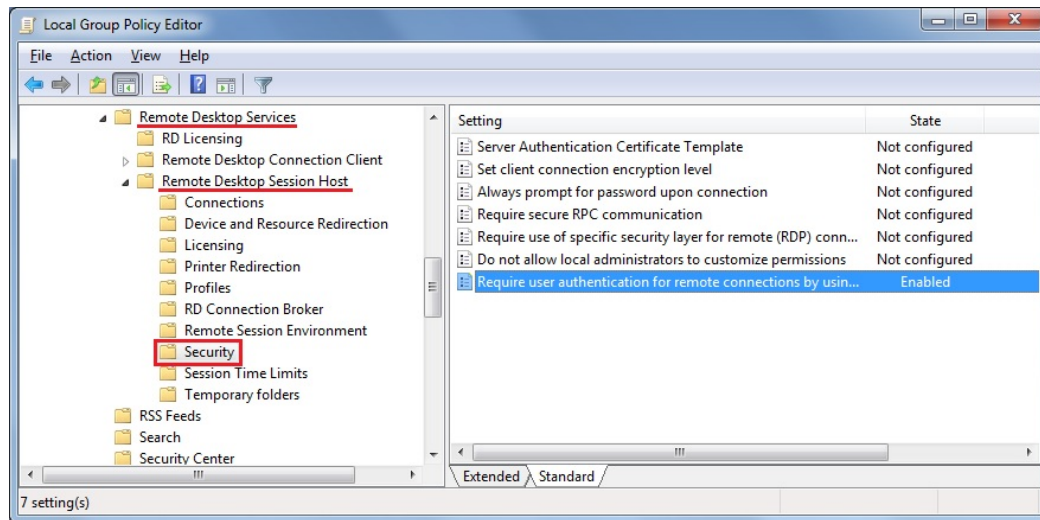 Local Group Policy Editor
File Action View Help
Remote Desktop Services
RD Licensing
Remote Desktop Connection Client
Remote Desktop Session Host
Connections
Device and Resource Redirection
Licensing
Printer Redirection
Profiles
RD Connection Broker
Remote Session Environment
Security
Session Time Limits
Temporary folders
RSS Feeds
Search
Security Center
Setting State
Server Authentication Certificate Template Not configured
Set client connection encryption level Not configured
Always prompt for password upon connection Not configured
Require secure RPC communication Not configured
Require use of specific security layer for remote (RDP) conn... Not configured
Do not allow local administrators to customize permissions Not configured
Require user authentication for remote connections by usin... Enabled
Extended Standard
7 setting(s)